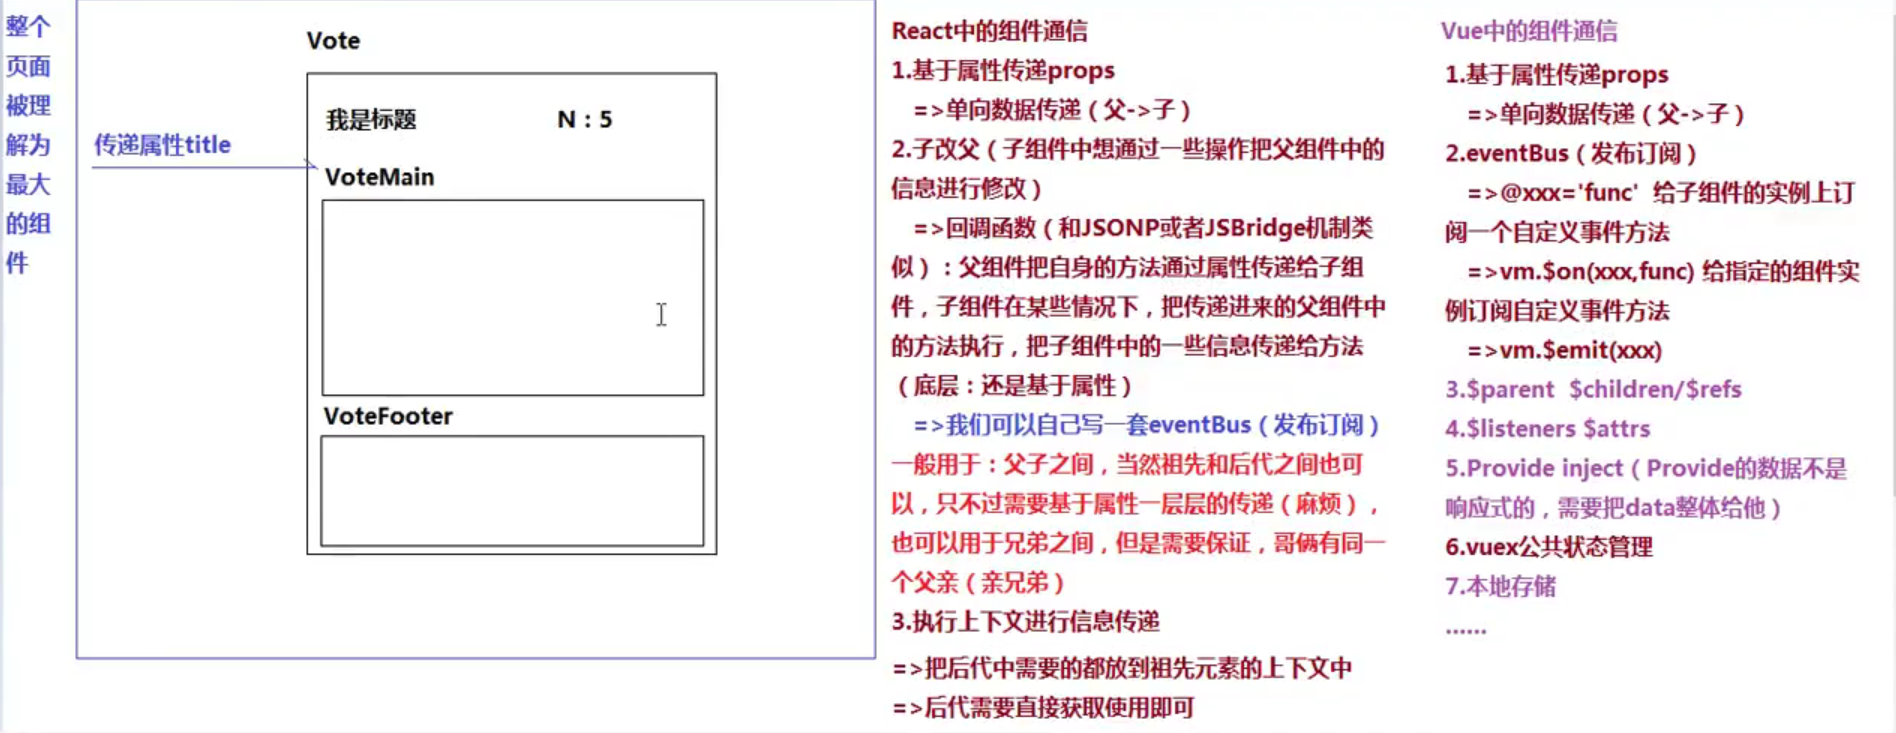 整个
页面
被理
解为
最大
的组
件
传递属性title
Vote
我是标题 N：5
VoteMain
VoteFooter
React中的组件通信
1.基于属性传递props
=>单向数据传递（父->子）
2.子改父（子组件中想通过一些操作把父组件中的
信息进行修改）
=>回调函数（和JSONP或者JSBridge机制类
似）：父组件把自身的方法通过属性传递给子组
件，子组件在某些情况下，把传递进来的父组件中
的方法执行，把子组件中的一些信息传递给方法
（底层：还是基于属性）
=>我们可以自己写一套eventBus（发布订阅）
一般用于：父子之间，当然祖先和后代之间也可
以，只不过需要基于属性一层层的传递（麻烦），
也可以用于兄弟之间，但是需要保证，哥俩有同一
个父亲（亲兄弟）
3.执行上下文进行信息传递
=>把后代中需要的都放到祖先元素的上下文中
=>后代需要直接获取使用即可
Vue中的组件通信
1.基于属性传递props
=>单向数据传递（父->子）
2.eventBus（发布订阅）
=>@xxx='func' 给子组件的实例上订
阅一个自定义事件方法
=>vm.$on(xxx,func) 给指定的组件实
例订阅自定义事件方法
=>vm.$emit(xxx)
3.$parent $children/$refs
4.$listeners $attrs
5.Provide inject（Provide的数据不是
响应式的，需要把data整体给他）
6.vuex公共状态管理
7.本地存储
......